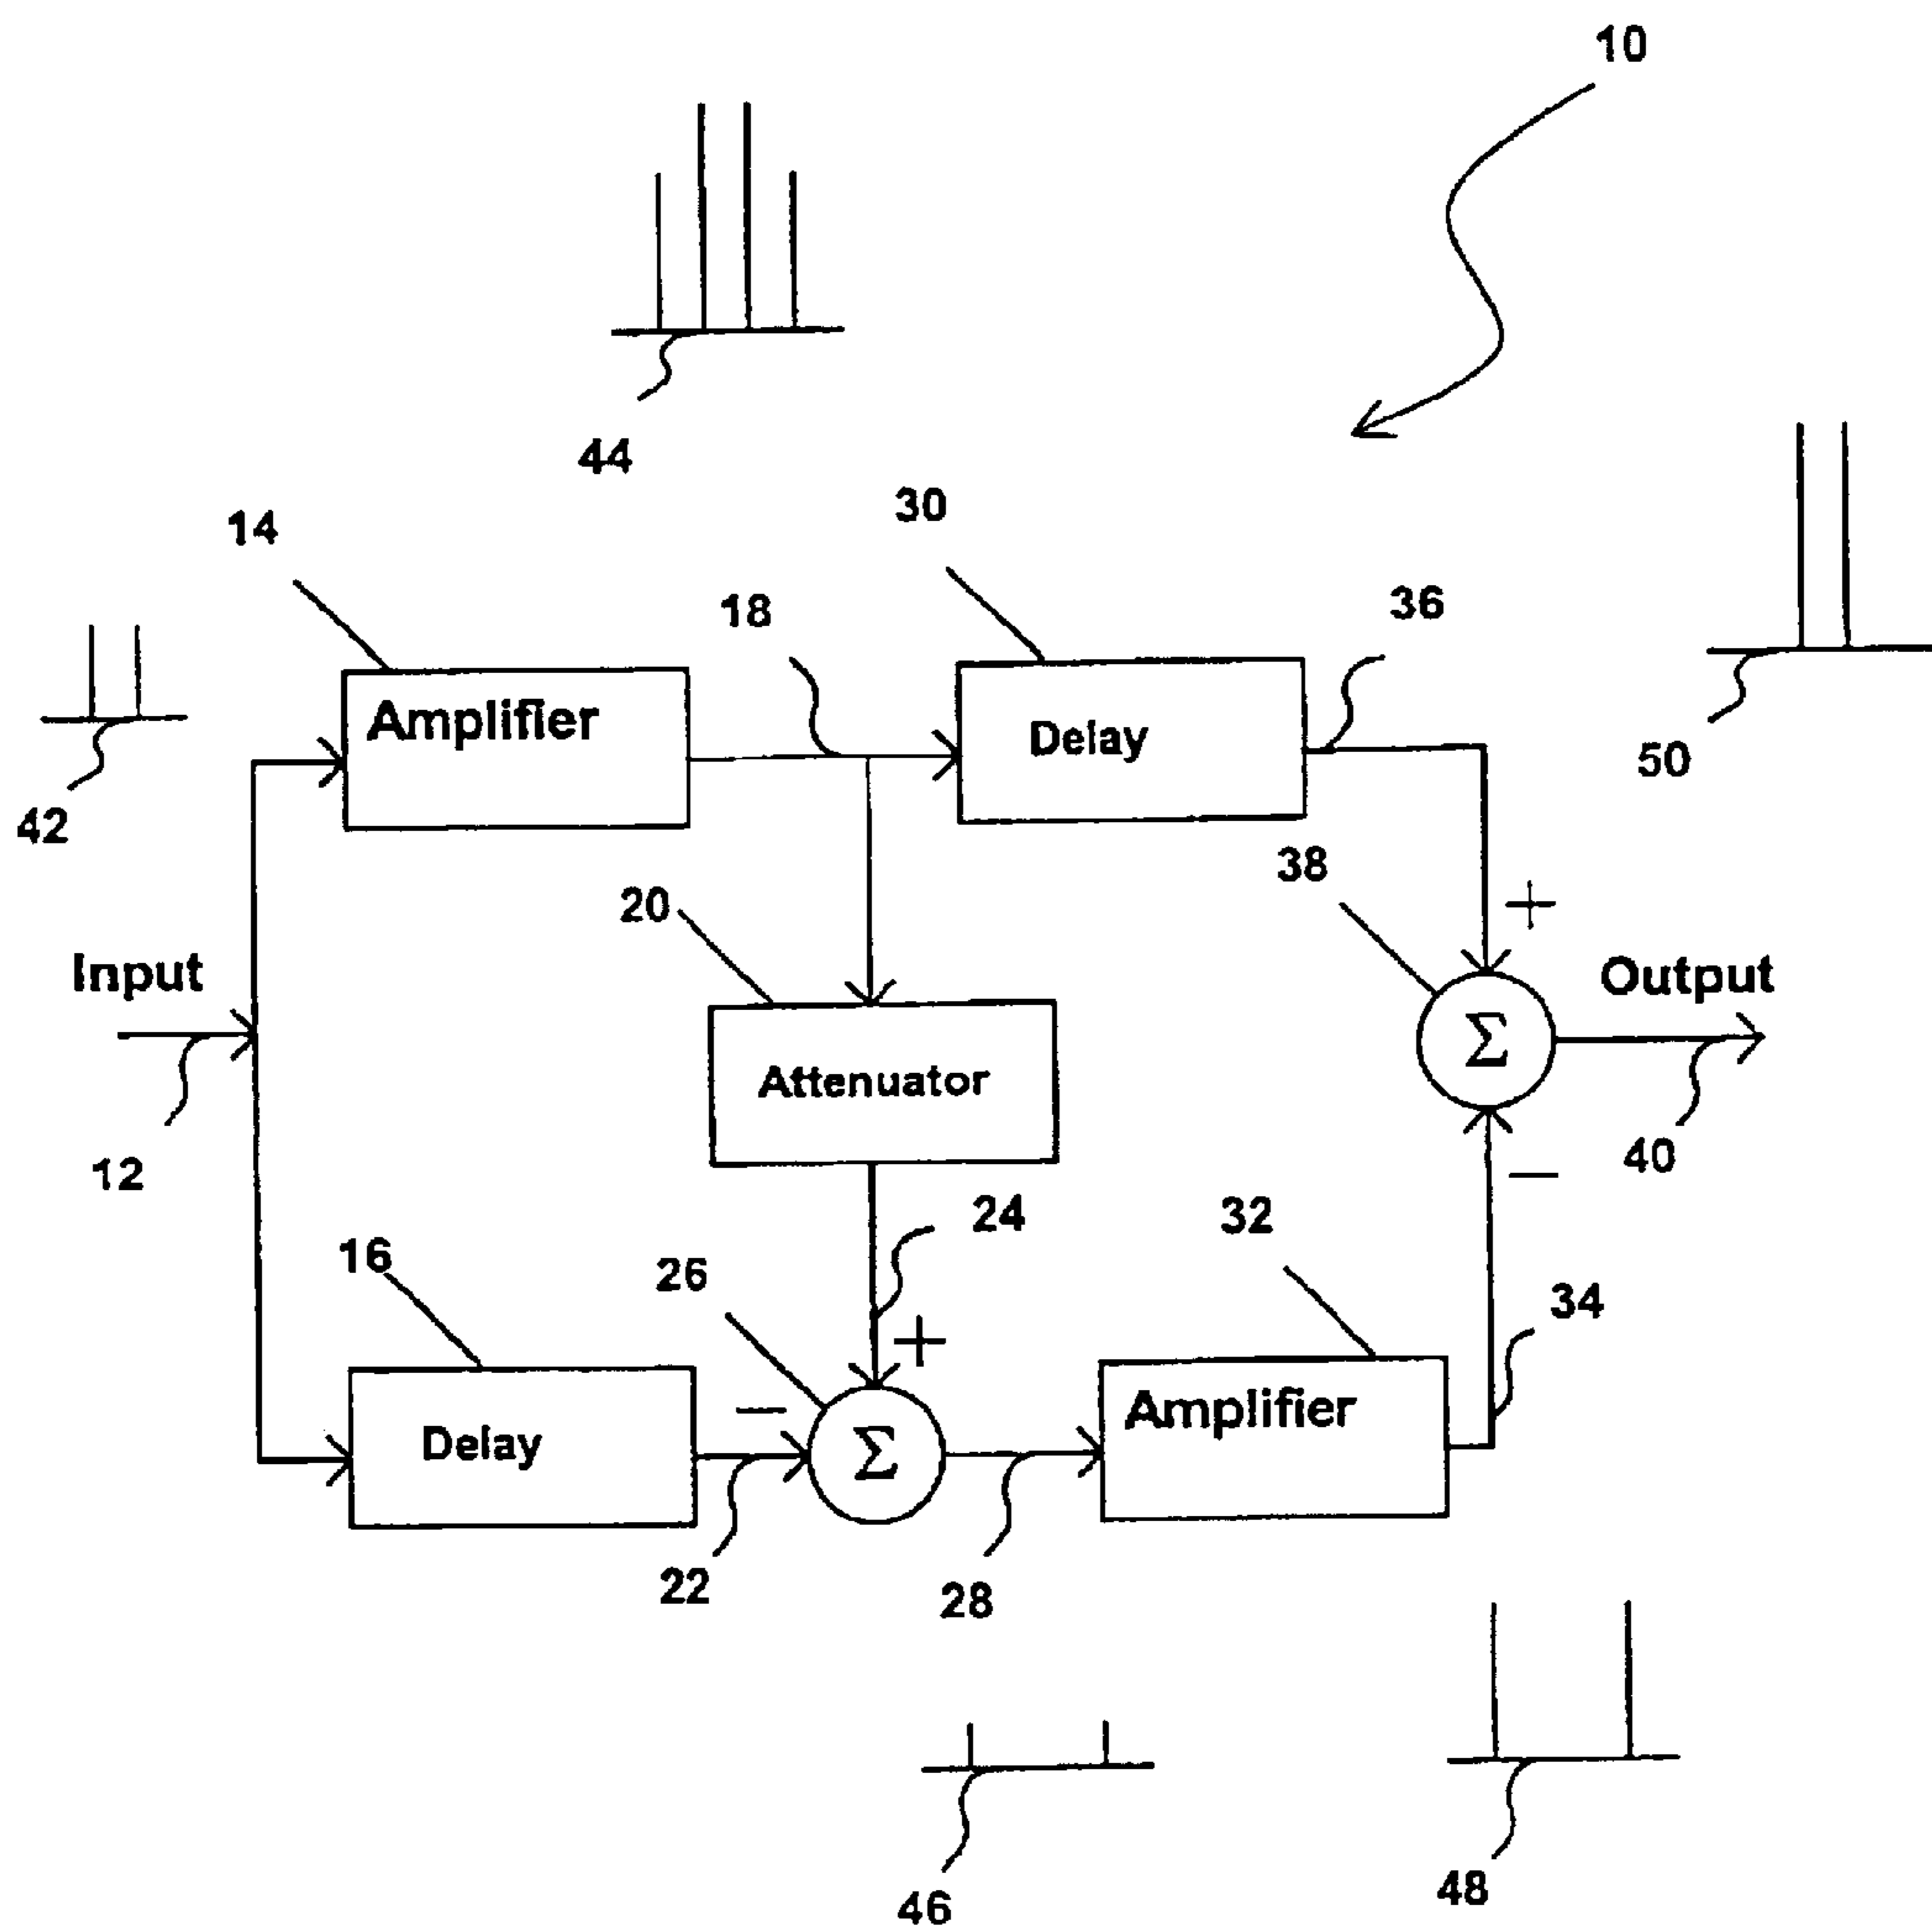 10
44
30
14
18
36
Amplifier
Delay
50
42
38
20
+
Input
Output
Σ
Attenuator
12
40
−
24
32
16
26
34
+
−
Amplifier
Delay
Σ
22
28
46
48